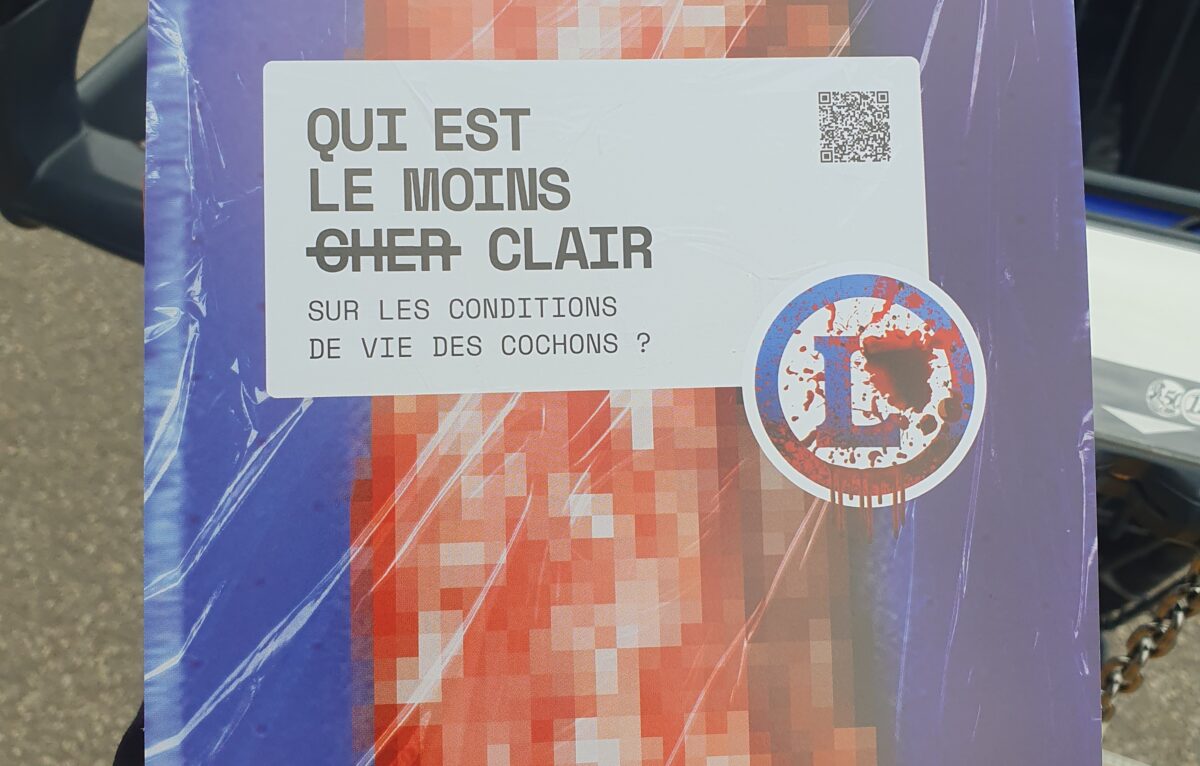 QUI EST
LE MOINS
CHER CLAIR
SUR LES CONDITIONS
DE VIE DES COCHONS ?
L